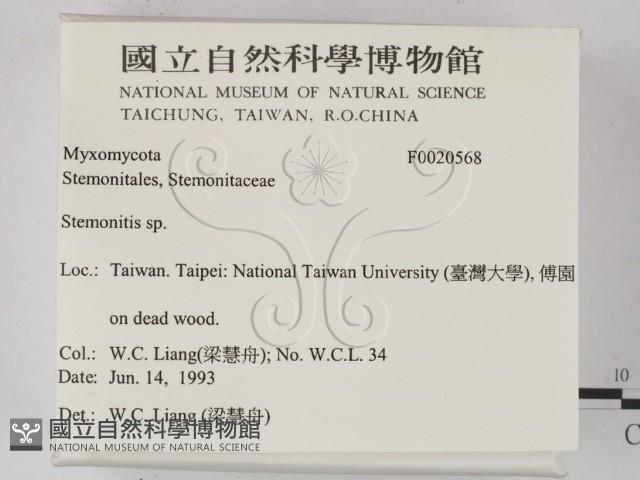 國立自然科學博物館
NATIONAL MUSEUM OF NATURAL SCIENCE
TAICHUNG, TAIWAN, R.O.CHINA
Myxomycota F0020568
Stemonitales, Stemonitaceae
Stemonitis sp.
Loc.: Taiwan. Taipei: National Taiwan University (臺灣大學), 傅園
on dead wood.
Col.: W.C. Liang(梁慧舟); No. W.C.L. 34
Date: Jun. 14, 1993
Det.: W.C. Liang (梁慧舟)
國立自然科學博物館
NATIONAL MUSEUM OF NATURAL SCIENCE
10
C